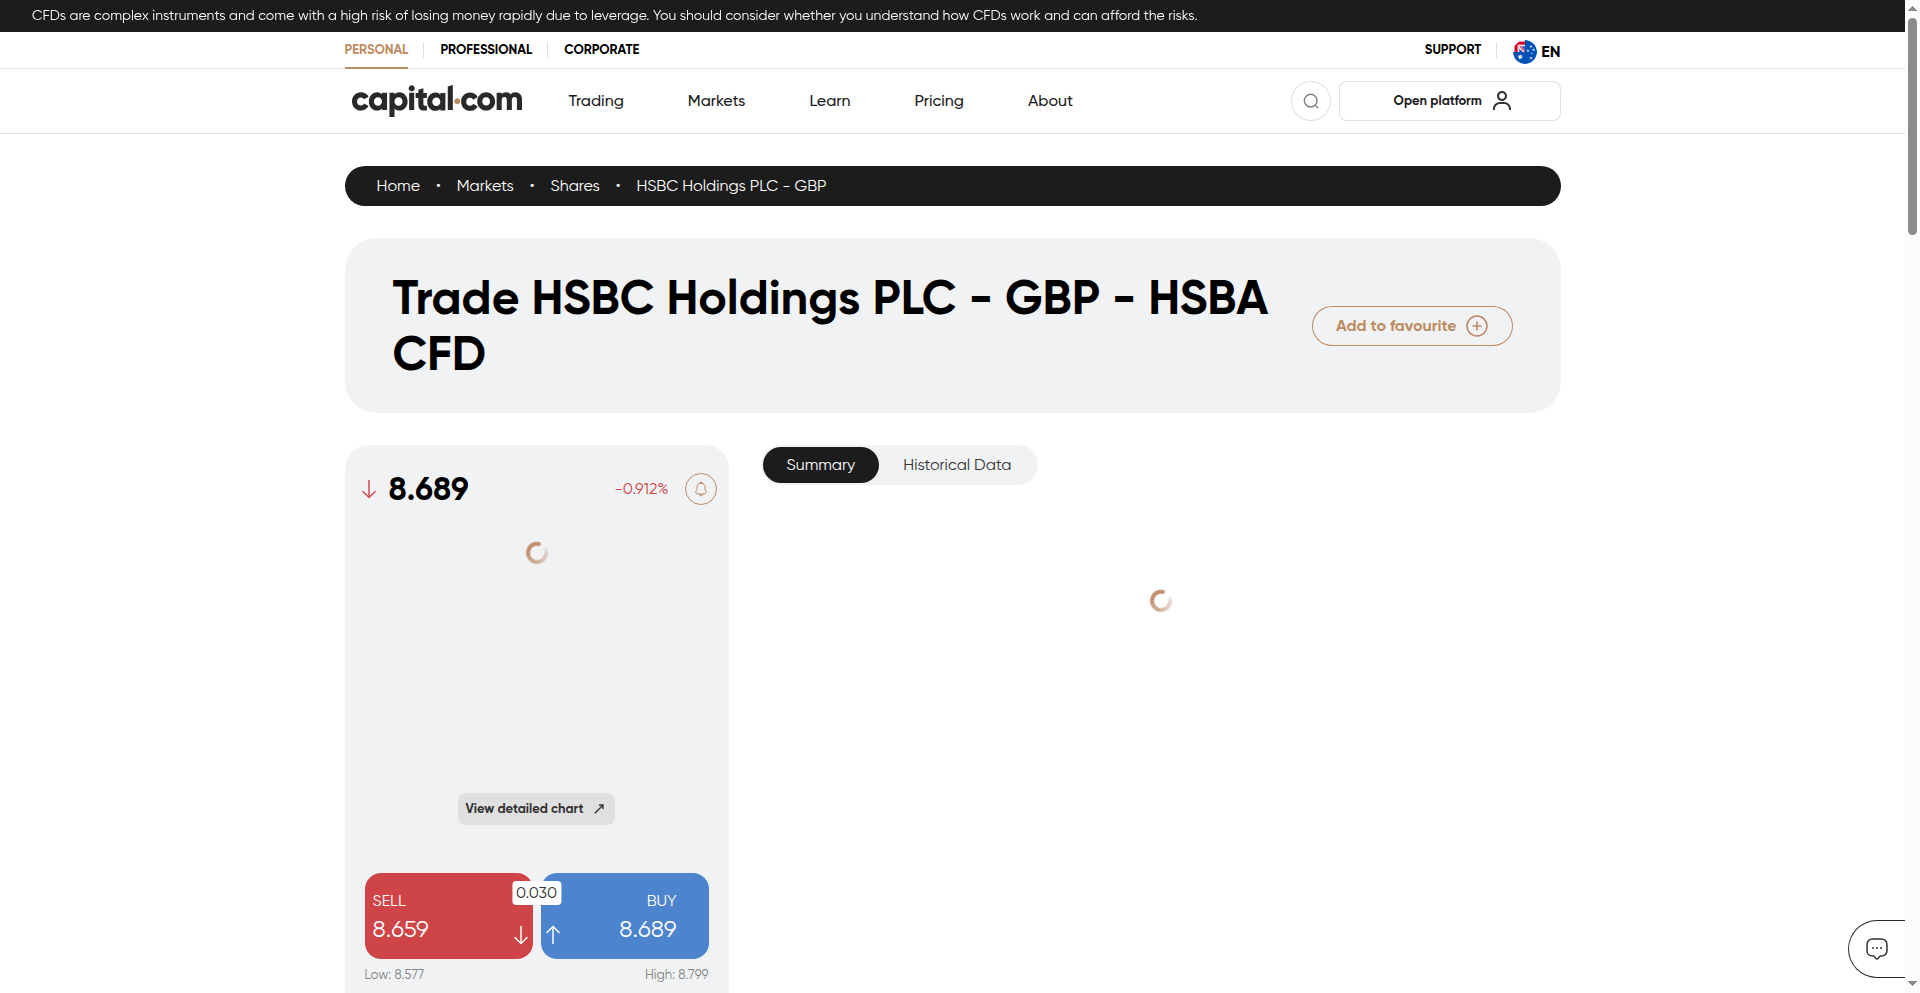 CFDs are complex instruments and come with a high risk of losing money rapidly due to leverage. You should consider whether you understand how CFDs work and can afford the risks.
PERSONAL
PROFESSIONAL
CORPORATE
SUPPORT
EN
capital.com
Trading
Markets
Learn
Pricing
About
Open platform
Home • Markets • Shares • HSBC Holdings PLC - GBP
Trade HSBC Holdings PLC - GBP - HSBA
CFD
Add to favourite
8.689
-0.912%
Summary
Historical Data
View detailed chart
SELL
8.659
0.030
BUY
8.689
Low: 8.577
High: 8.799